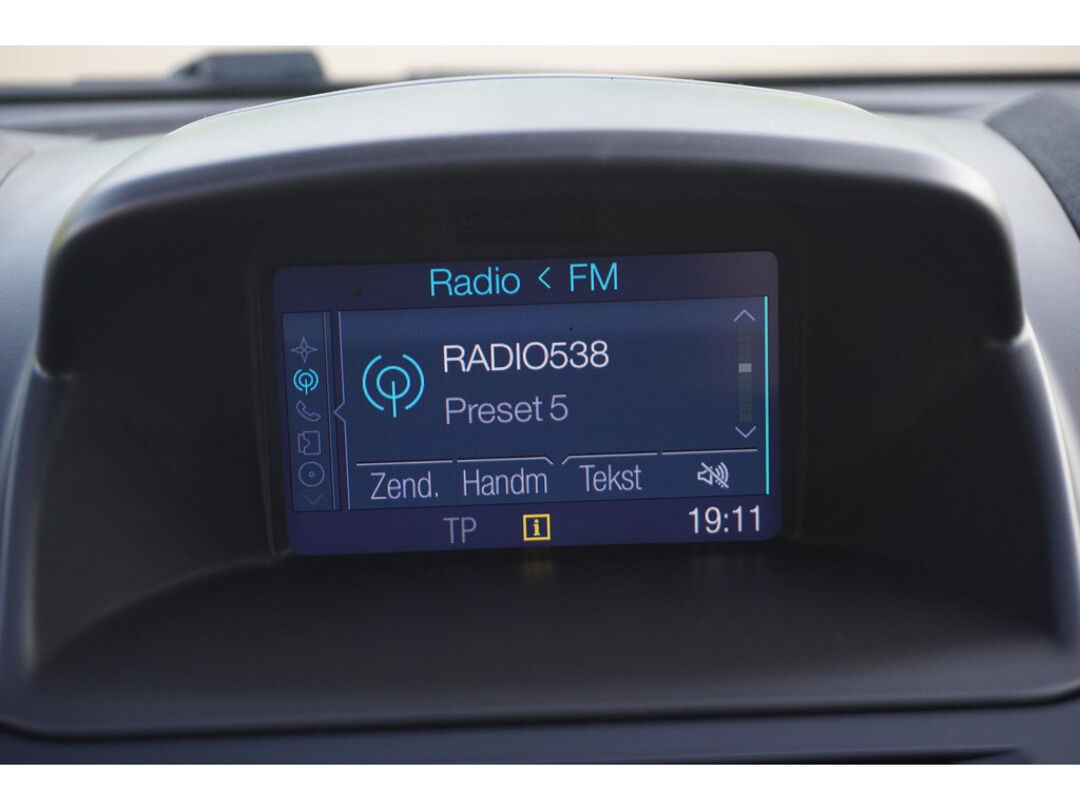 Radio < FM
RADIO538
Preset 5
Zend. Handm Tekst
TP i 19:11